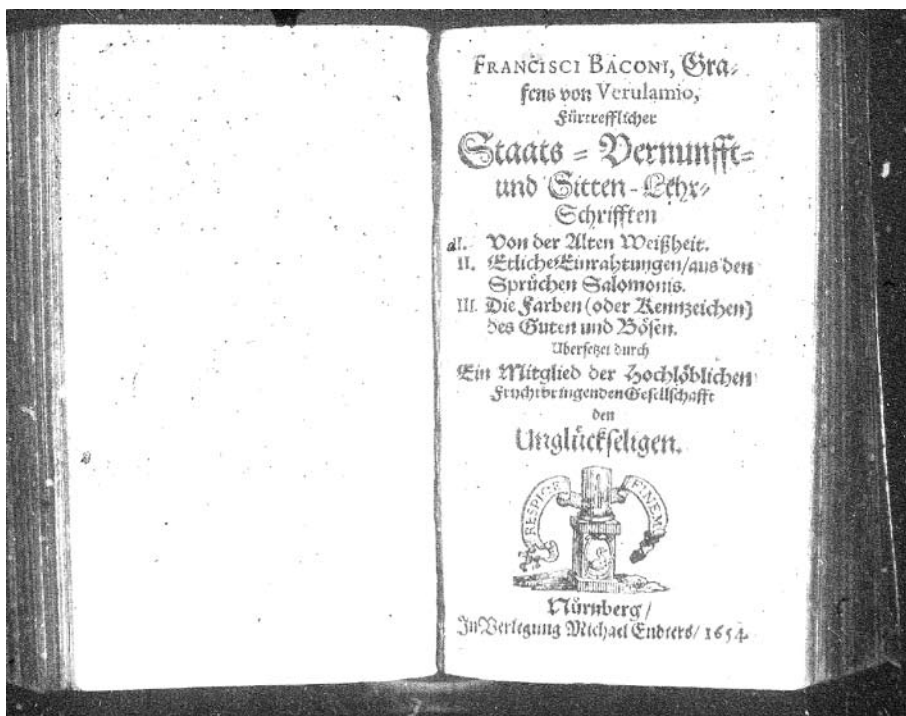 FRANCISCI BACONI, Gra⸗
fens von Verulamio,
Fürtrefflicher
Staats = Vernunfft=
und Sitten-Lehr⸗
Schrifften
I. Von der Alten Weißheit.
II. Etliche Einrahtungen/aus den
Sprüchen Salomonis.
III. Die Farben (oder Kennzeichen)
des Guten und Bösen.
Ubersetzet durch
Ein Mitglied der Hochlöblichen
Fruchtbringenden Gesellschafft
den
Unglückseligen.
RESPICE FINEM
Nürnberg/
In Verlegung Michael Endters/ 1654.